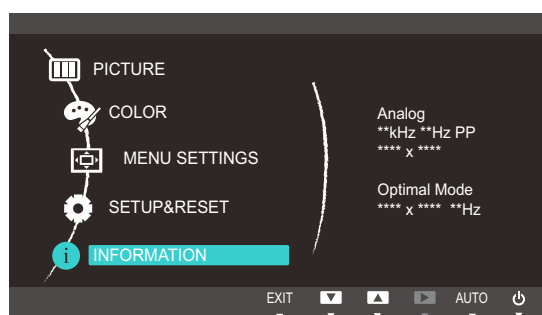 PICTURE
COLOR
MENU SETTINGS
SETUP&RESET
i INFORMATION
Analog
**kHz **Hz PP
**** x ****
Optimal Mode
**** x **** **Hz
EXIT
AUTO